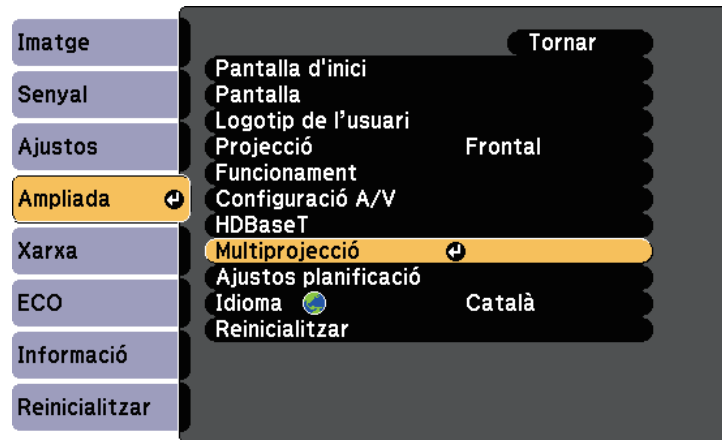 Imatge
Senyal
Ajustos
Ampliada
Xarxa
ECO
Informació
Reinicialitzar
Tornar
Pantalla d'inici
Pantalla
Logotip de l’usuari
Projecció Frontal
Funcionament
Configuració A/V
HDBaseT
Multiprojecció
Ajustos planificació
Idioma Català
Reinicialitzar